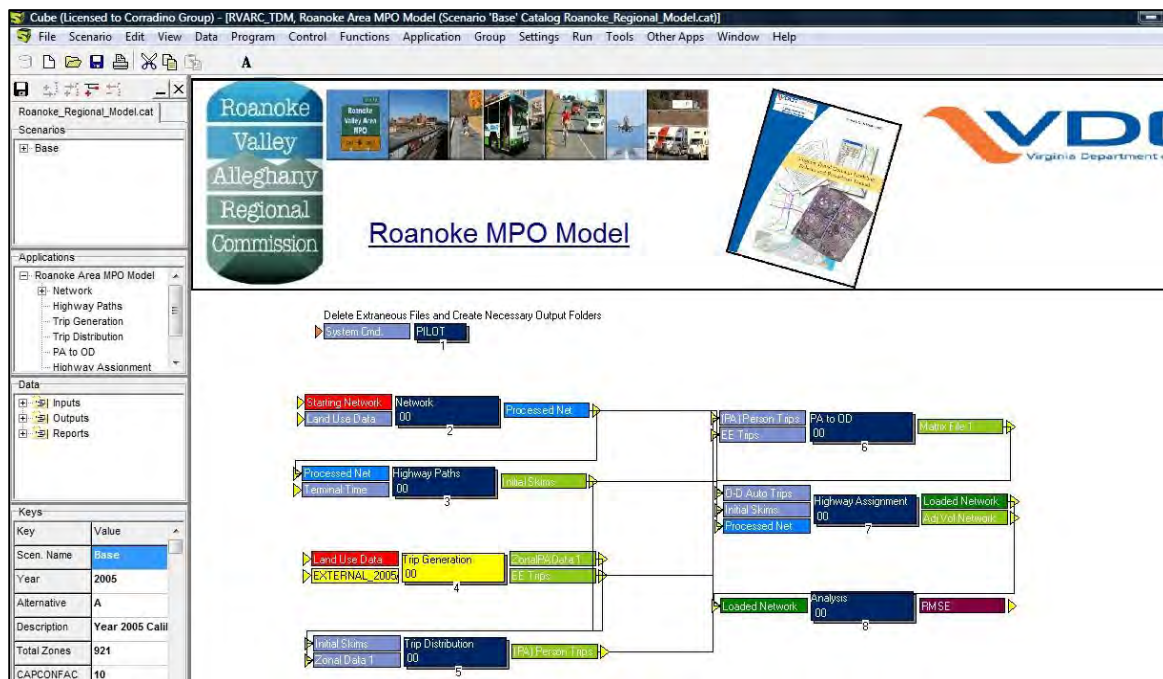 Cube (Licensed to Corradino Group) - [RVARC_TDM, Roanoke Area MPO Model (Scenario 'Base' Catalog Roanoke_Regional_Model.cat)]
File Scenario Edit View Data Program Control Functions Application Group Settings Run Tools Other Apps Window Help
A
Roanoke_Regional_Model.cat
Scenarios
Base
Applications
Roanoke Area MPO Model
Network
Highway Paths
Trip Generation
Trip Distribution
PA to OD
Highway Assignment
Data
Inputs
Outputs
Reports
Keys
Key Value
Scen. Name Base
Year 2005
Alternative A
Description Year 2005 Cali
Total Zones 921
CAPCONFAC 10
Roanoke
Valley
Alleghany
Regional
Commission
Roanoke
Valley Area
MPO
VDO
Virginia Department
Roanoke MPO Model
Delete Extraneous Files and Create Necessary Output Folders
System Cmd. PILOT
1
Starting Network Network Processed Net
Land Use Data 00
2
Processed Net Highway Paths Initial Skims
Terminal Time 00
3
Land Use Data Trip Generation ZonalPAData 1
EXTERNAL_2005 00 EE Trips
4
Initial Skims Trip Distribution [PA] Person Trips
Zonal Data 1 00
5
[PA] Person Trips PA to OD Matrix File 1
EE Trips 00
6
O-D Auto Trips Highway Assignment Loaded Network
Initial Skims 00 Adj Vol Network
Processed Net
7
Loaded Network Analysis RMSE
00
8